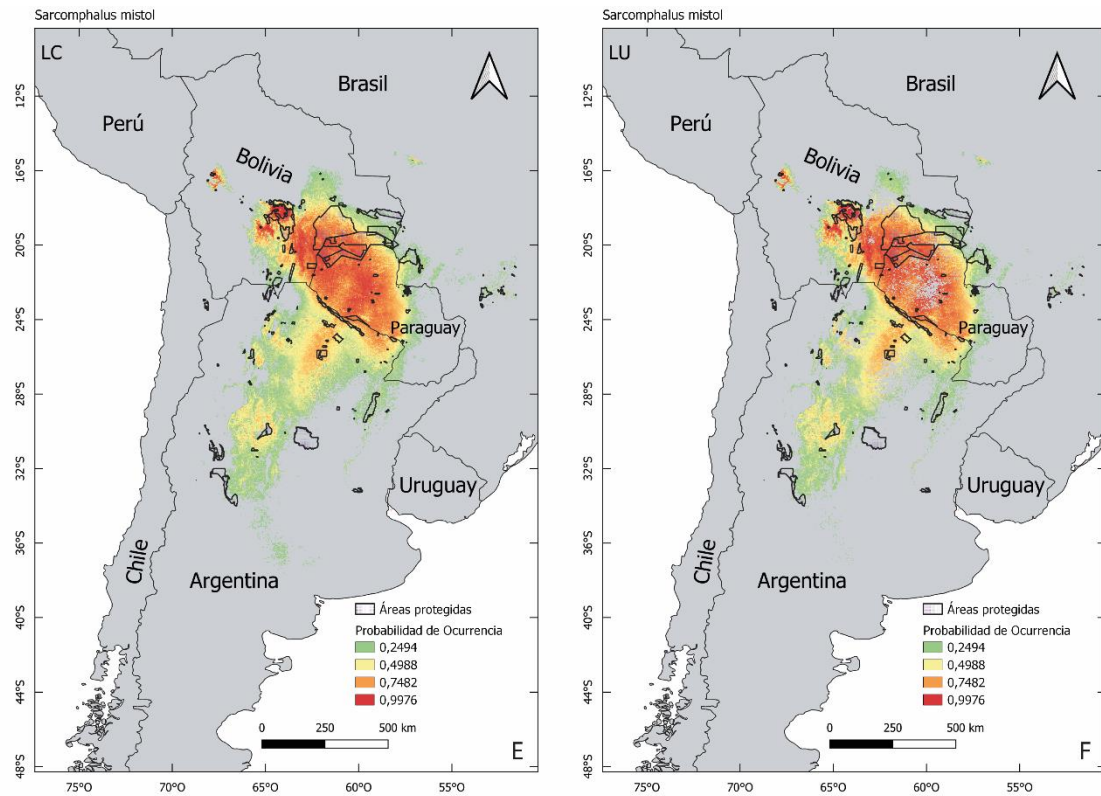 Sarcomphalus mistol
LC
Brasil
Perú
Bolivia
Paraguay
Uruguay
Chile
Argentina
Áreas protegidas
Probabilidad de Ocurrencia
0,2494
0,4988
0,7482
0,9976
0 250 500 km
E
12°S
16°S
20°S
24°S
28°S
32°S
36°S
40°S
44°S
48°S
75°O 70°O 65°O 60°O 55°O
Sarcomphalus mistol
LU
Brasil
Perú
Bolivia
Paraguay
Uruguay
Chile
Argentina
Áreas protegidas
Probabilidad de Ocurrencia
0,2494
0,4988
0,7482
0,9976
0 250 500 km
F
12°S
16°S
20°S
24°S
28°S
32°S
36°S
40°S
44°S
48°S
75°O 70°O 65°O 60°O 55°O